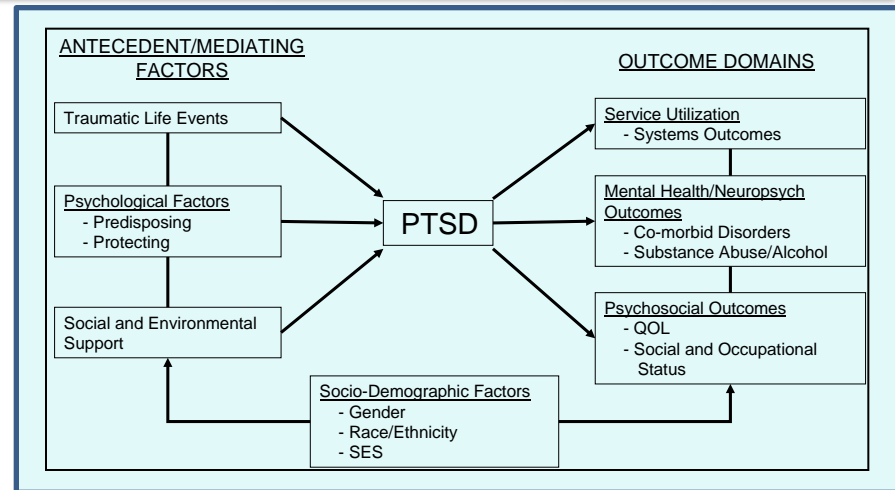 ANTECEDENT/MEDIATING
FACTORS
Traumatic Life Events
Psychological Factors
- Predisposing
- Protecting
Social and Environmental
Support
PTSD
Socio-Demographic Factors
- Gender
- Race/Ethnicity
- SES
OUTCOME DOMAINS
Service Utilization
- Systems Outcomes
Mental Health/Neuropsych
Outcomes
- Co-morbid Disorders
- Substance Abuse/Alcohol
Psychosocial Outcomes
- QOL
- Social and Occupational
Status